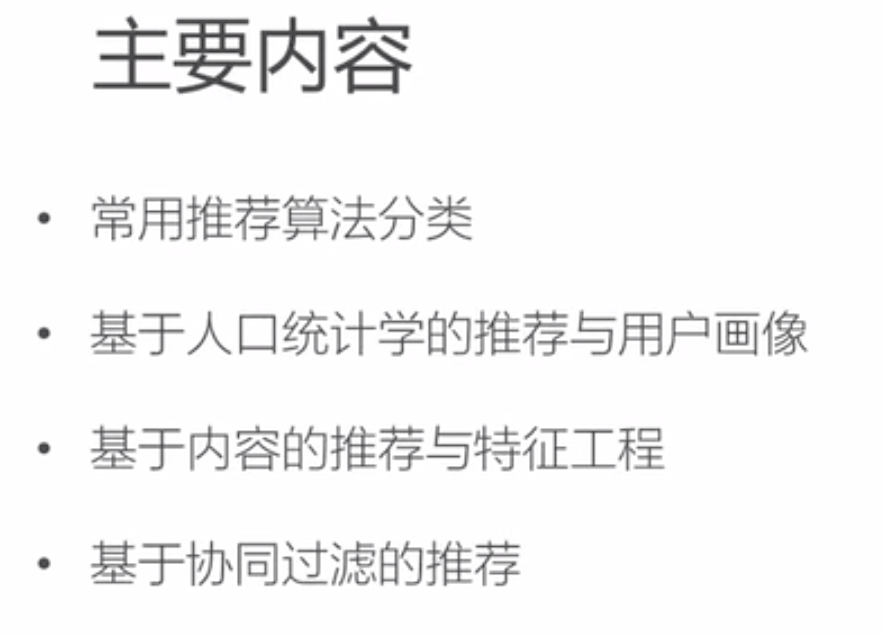 主要内容
• 常用推荐算法分类
• 基于人口统计学的推荐与用户画像
• 基于内容的推荐与特征工程
• 基于协同过滤的推荐